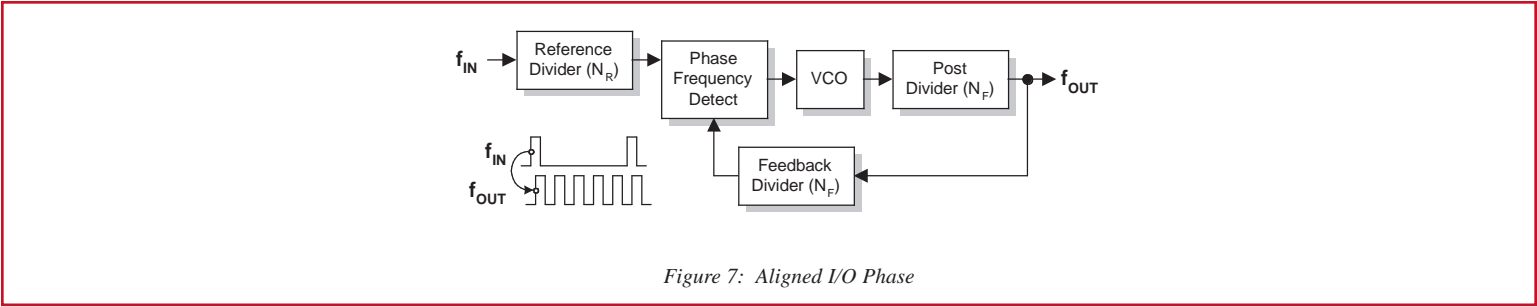 f_IN
Reference
Divider (N_R)
Phase
Frequency
Detect
VCO
Post
Divider (N_F)
f_OUT
f_IN
f_OUT
Feedback
Divider (N_F)
Figure 7: Aligned I/O Phase